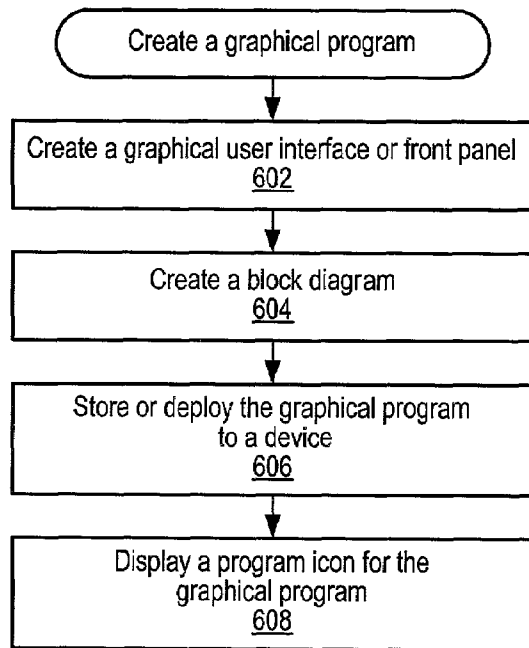 Create a graphical program
Create a graphical user interface or front panel
602
Create a block diagram
604
Store or deploy the graphical program
to a device
606
Display a program icon for the
graphical program
608